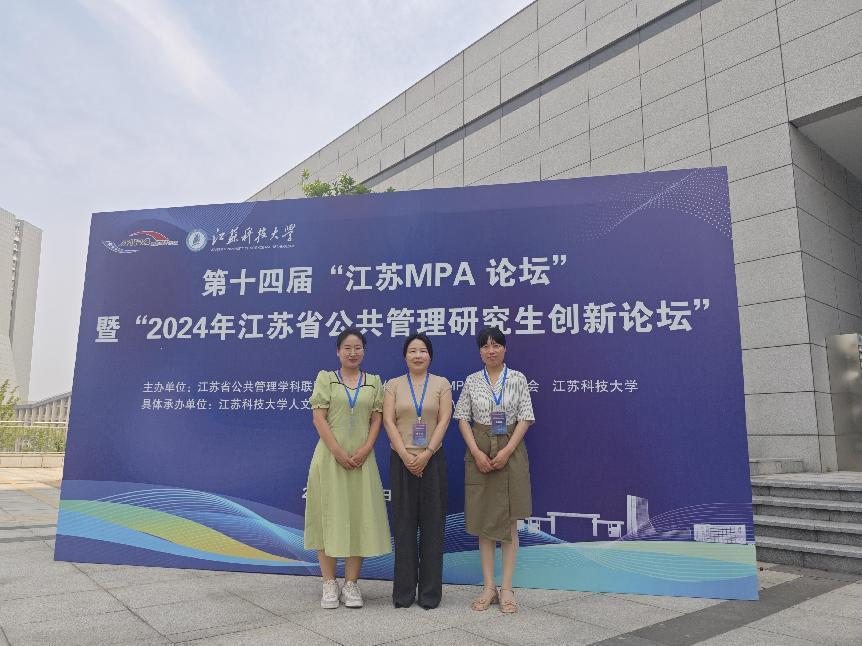 江苏科技大学
第十四届“江苏MPA 论坛”
暨“2024年江苏省公共管理研究生创新论坛”
主办单位：江苏省公共管理学科联 MPA 会 江苏科技大学
具体承办单位：江苏科技大学人文
2 日